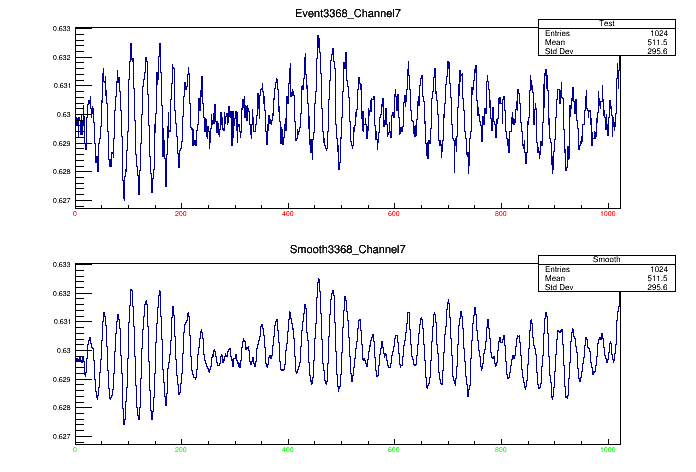 Event3368_Channel7
Test
Entries 1024
Mean 511.5
Std Dev 295.6
0.633
0.632
0.631
0.63
0.629
0.628
0.627
0 200 400 600 800 1000
Smooth3368_Channel7
Smooth
Entries 1024
Mean 511.5
Std Dev 295.6
0.633
0.632
0.631
0.63
0.629
0.628
0.627
0 200 400 600 800 1000